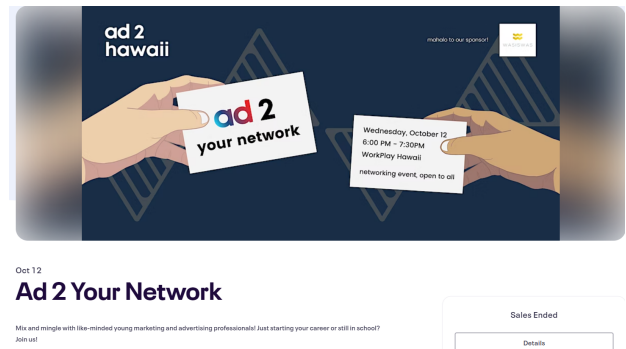 ad 2
hawaii
mahalo to our sponsor!
ad 2
your network
Wednesday, October 12
6:00 PM - 7:30PM
WorkPlay Hawaii
networking event, open to all
Oct 12
Ad 2 Your Network
Mix and mingle with like-minded young marketing and advertising professionals! Just starting your career or still in school?
Join us!
Sales Ended
Details